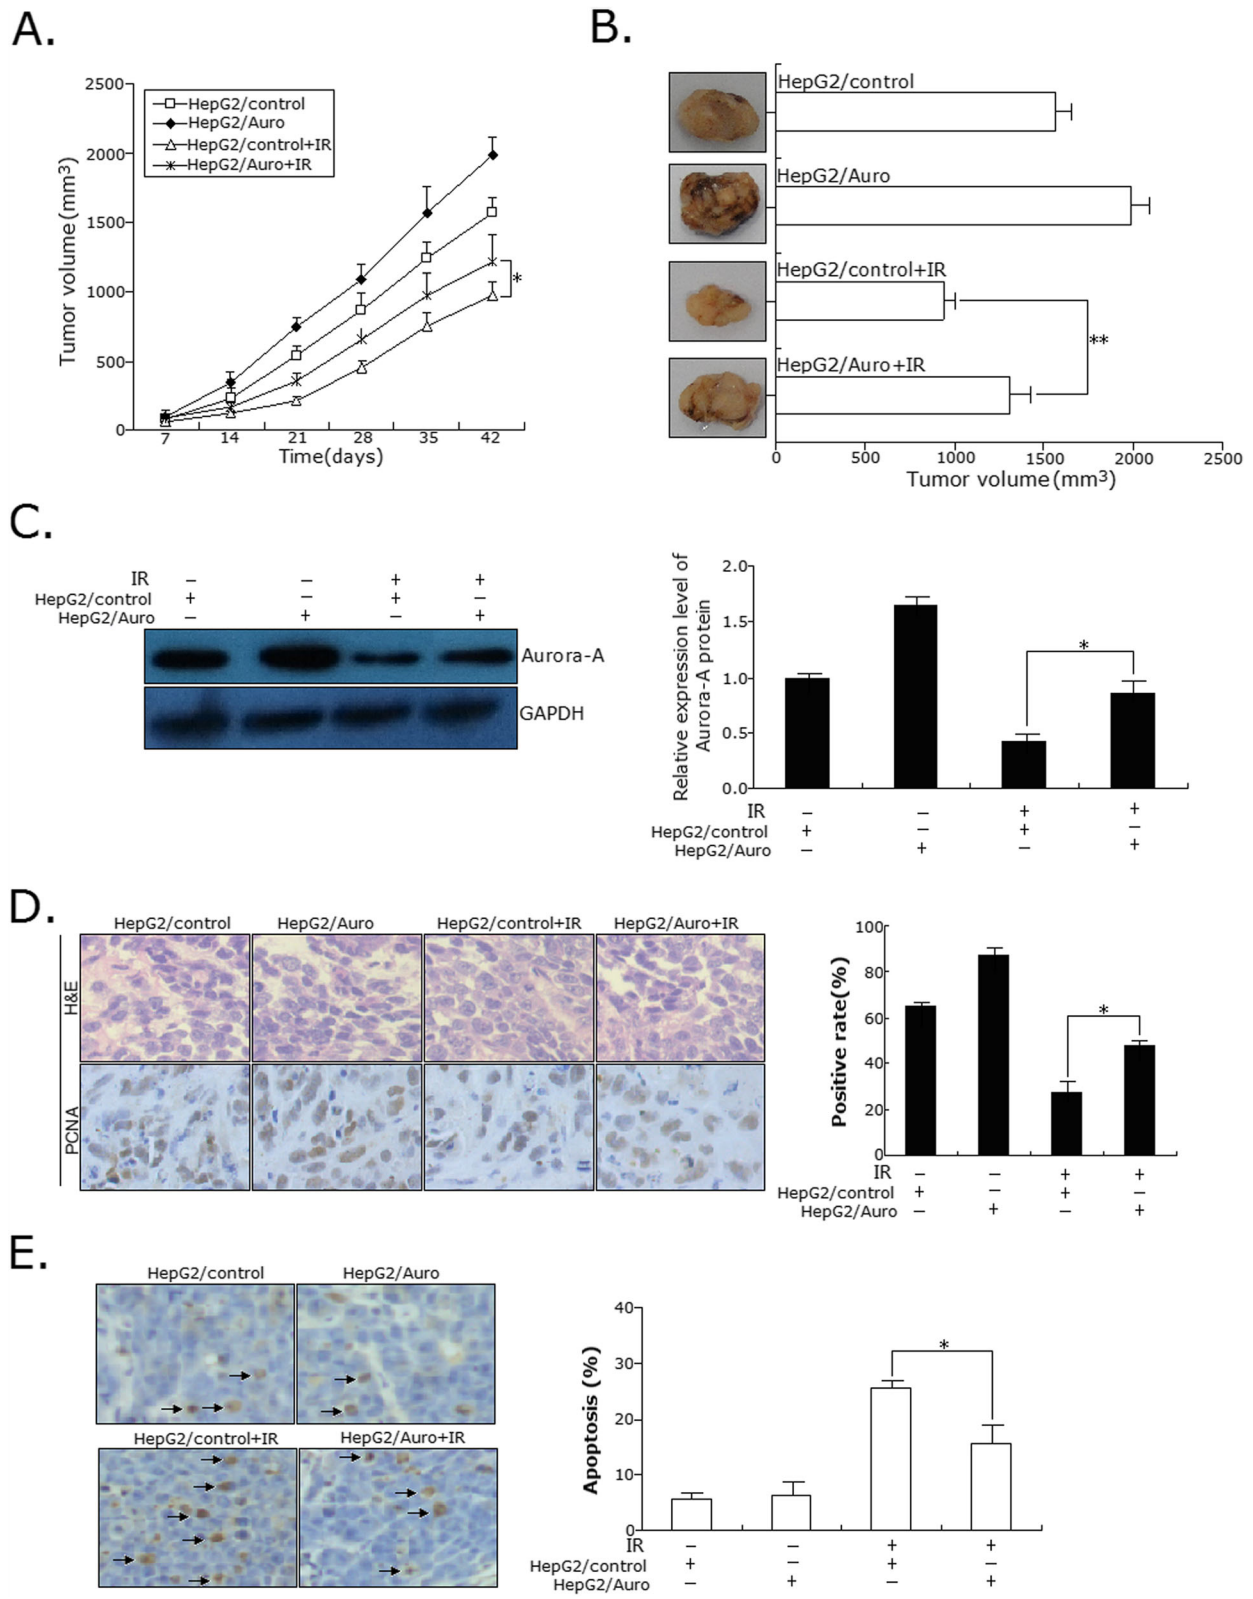 A.
2500
2000
1500
1000
500
0
Tumor volume(mm3)
HepG2/control
HepG2/Auro
HepG2/control+IR
HepG2/Auro+IR
*
7 14 21 28 35 42
Time(days)
B.
HepG2/control
HepG2/Auro
HepG2/control+IR
HepG2/Auro+IR
**
0 500 1000 1500 2000 2500
Tumor volume(mm3)
C.
IR − − + +
HepG2/control + − + −
HepG2/Auro − + − +
Aurora-A
GAPDH
Relative expression level of
Aurora-A protein
2.0
1.5
1.0
0.5
0.0
*
IR − − + +
HepG2/control + − + −
HepG2/Auro − + − +
D.
HepG2/control HepG2/Auro HepG2/control+IR HepG2/Auro+IR
H&E
PCNA
Positive rate(%)
100
80
60
40
20
0
*
IR − − + +
HepG2/control + − + −
HepG2/Auro − + − +
E.
HepG2/control HepG2/Auro
HepG2/control+IR HepG2/Auro+IR
Apoptosis (%)
40
30
20
10
0
*
IR − − + +
HepG2/control + − + −
HepG2/Auro − + − +